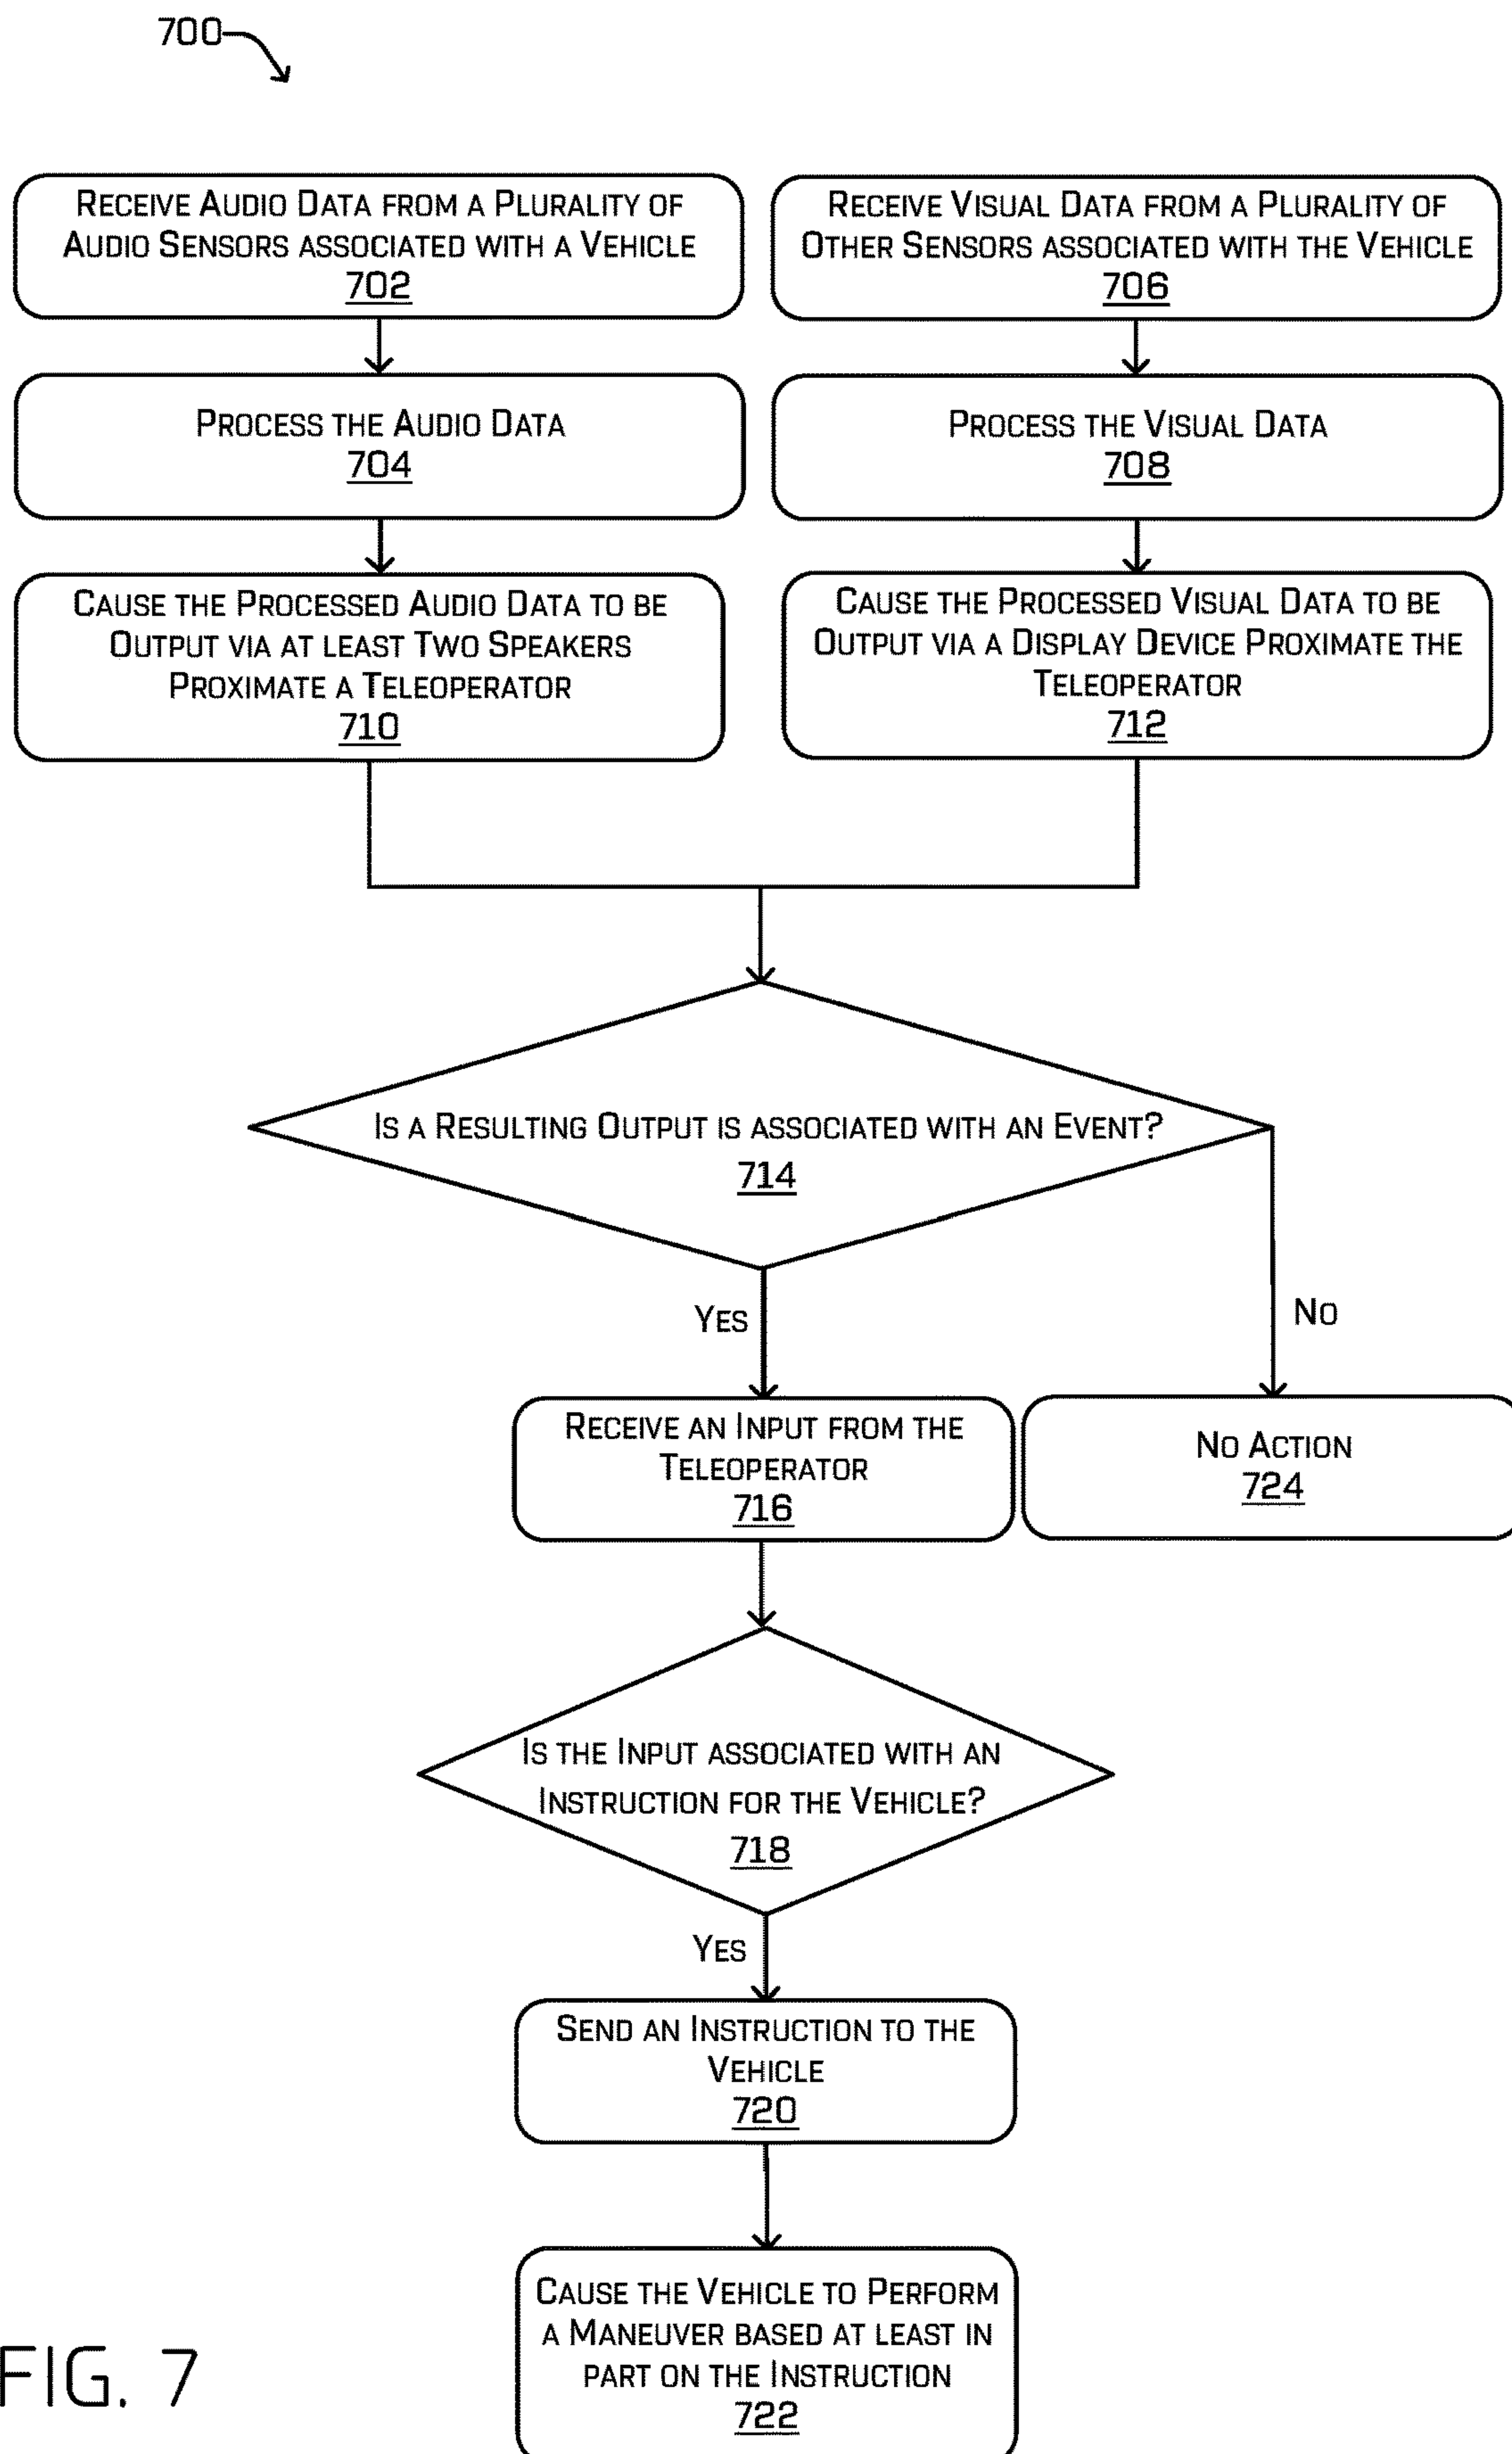 700
RECEIVE AUDIO DATA FROM A PLURALITY OF
AUDIO SENSORS ASSOCIATED WITH A VEHICLE
702
RECEIVE VISUAL DATA FROM A PLURALITY OF
OTHER SENSORS ASSOCIATED WITH THE VEHICLE
706
PROCESS THE AUDIO DATA
704
PROCESS THE VISUAL DATA
708
CAUSE THE PROCESSED AUDIO DATA TO BE
OUTPUT VIA AT LEAST TWO SPEAKERS
PROXIMATE A TELEOPERATOR
710
CAUSE THE PROCESSED VISUAL DATA TO BE
OUTPUT VIA A DISPLAY DEVICE PROXIMATE THE
TELEOPERATOR
712
IS A RESULTING OUTPUT IS ASSOCIATED WITH AN EVENT?
714
YES
NO
RECEIVE AN INPUT FROM THE
TELEOPERATOR
716
NO ACTION
724
IS THE INPUT ASSOCIATED WITH AN
INSTRUCTION FOR THE VEHICLE?
718
YES
SEND AN INSTRUCTION TO THE
VEHICLE
720
CAUSE THE VEHICLE TO PERFORM
A MANEUVER BASED AT LEAST IN
PART ON THE INSTRUCTION
722
FIG. 7